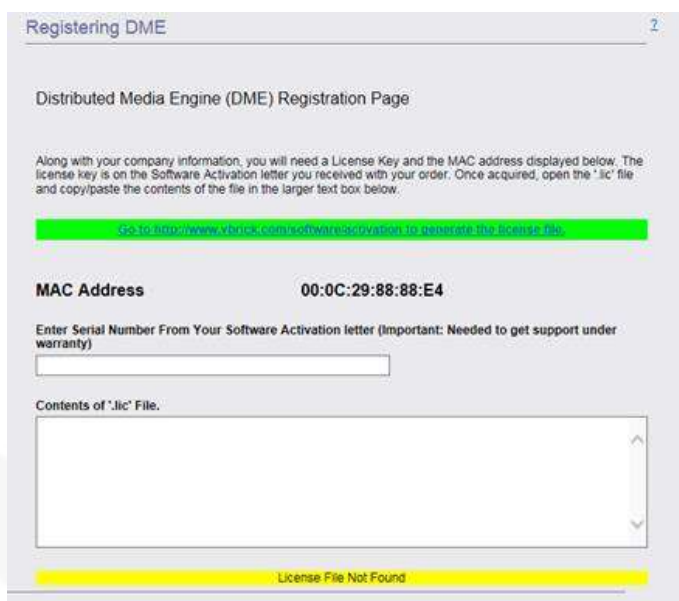 Registering DME
?
Distributed Media Engine (DME) Registration Page
Along with your company information, you will need a License Key and the MAC address displayed below. The
license key is on the Software Activation letter you received with your order. Once acquired, open the '.lic' file
and copy/paste the contents of the file in the larger text box below.
Go to http://www.vbrick.com/software/activation to generate the license file.
MAC Address 00:0C:29:88:88:E4
Enter Serial Number From Your Software Activation letter (Important: Needed to get support under
warranty)
Contents of '.lic' File.
License File Not Found